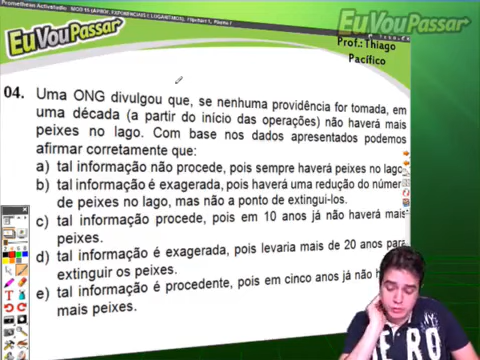 Promethean ActivStudio - MOD 15 (APROF. EXPONENCIAIS E LOGARITMOS). Flipchart 1, Página 7
EuVouPassar
EuVouPassar
Prof.: Thiago
Pacífico
04. Uma ONG divulgou que, se nenhuma providência for tomada, em
uma década (a partir do início das operações) não haverá mais
peixes no lago. Com base nos dados apresentados podemos
afirmar corretamente que:
a) tal informação não procede, pois sempre haverá peixes no lago
b) tal informação é exagerada, pois haverá uma redução do númer
de peixes no lago, mas não a ponto de extingui-los.
c) tal informação procede, pois em 10 anos já não haverá mais
peixes.
d) tal informação é exagerada, pois levaria mais de 20 anos para
extinguir os peixes.
e) tal informação é procedente, pois em cinco anos já não h
mais peixes.
ERO